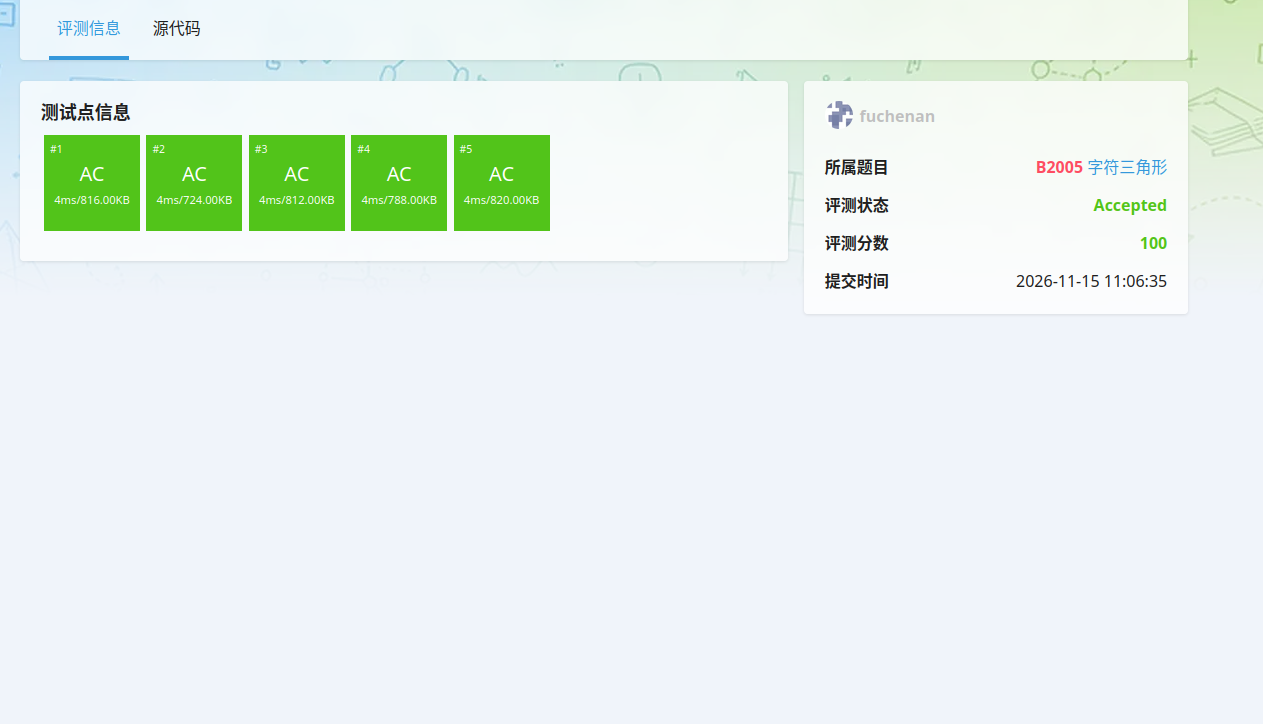 评测信息 源代码
测试点信息
#1 #2 #3 #4 #5
AC AC AC AC AC
4ms/816.00KB 4ms/724.00KB 4ms/812.00KB 4ms/788.00KB 4ms/820.00KB
fuchenan
所属题目 B2005 字符三角形
评测状态 Accepted
评测分数 100
提交时间 2026-11-15 11:06:35